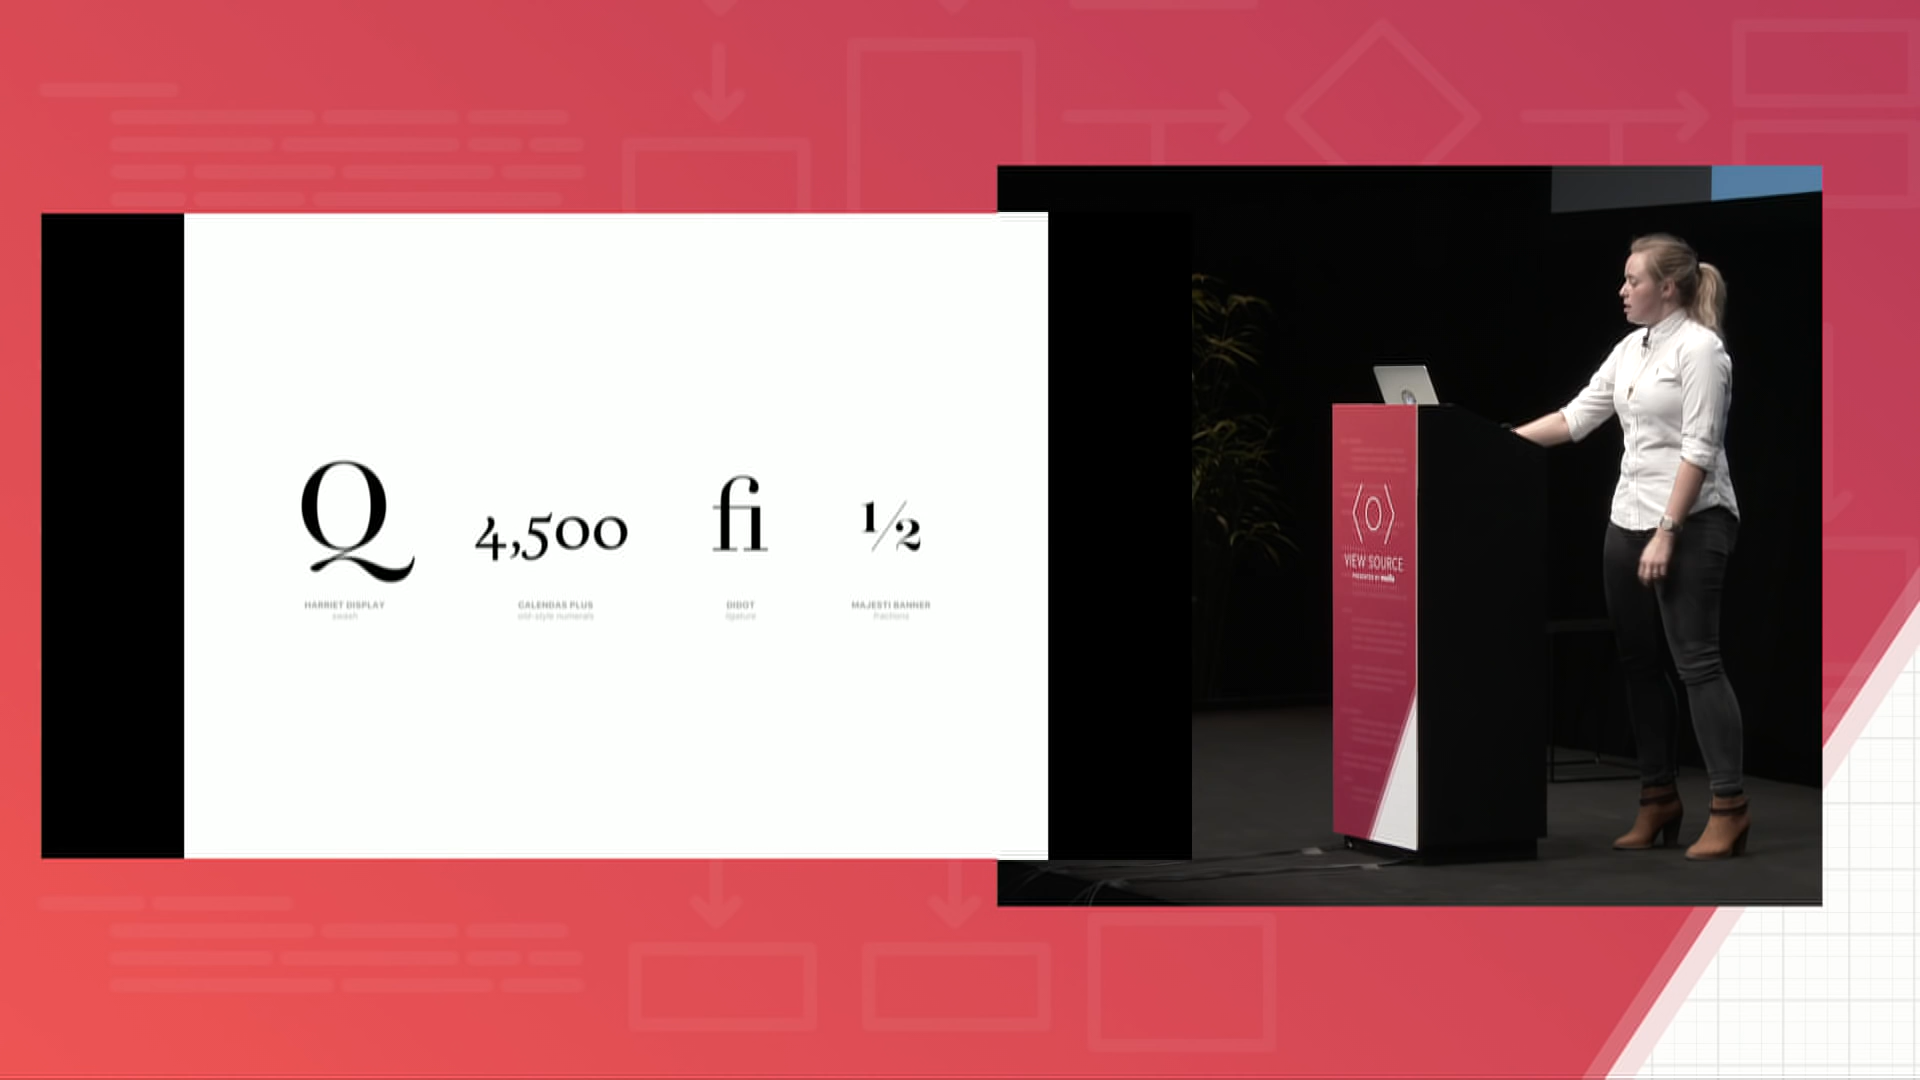 Q
4,500
fi
½
HARRIET DISPLAY
swash
CALENDAS PLUS
old-style numerals
DIDOT
ligature
MAJESTI BANNER
fractions
VIEW SOURCE
PRESENTED BY mozilla